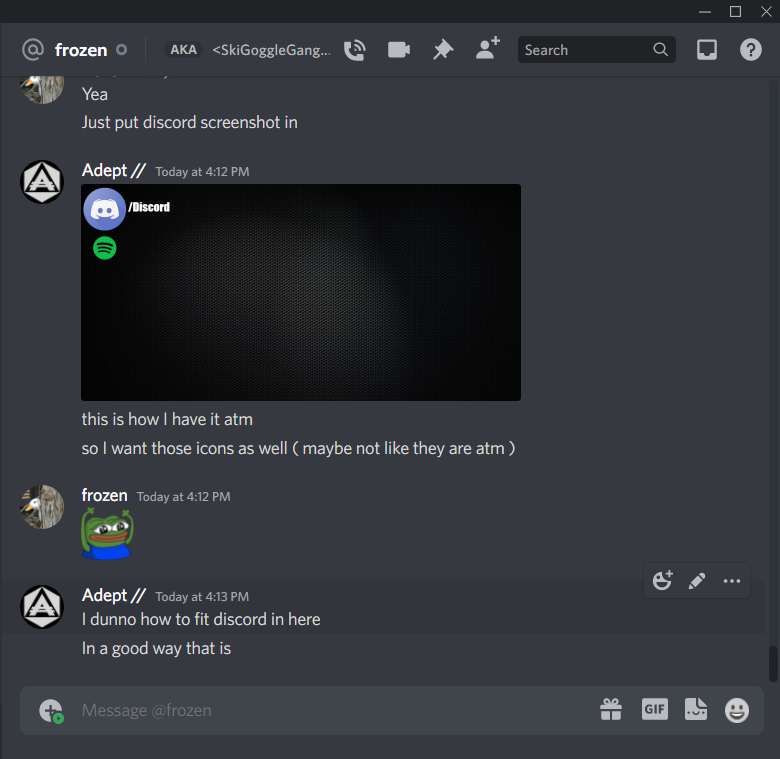 frozen
AKA
<SkiGoggleGang...
Search
Yea
Just put discord screenshot in
Adept // Today at 4:12 PM
/Discord
this is how I have it atm
so I want those icons as well ( maybe not like they are atm )
frozen Today at 4:12 PM
Adept // Today at 4:13 PM
I dunno how to fit discord in here
In a good way that is
Message @frozen
GIF